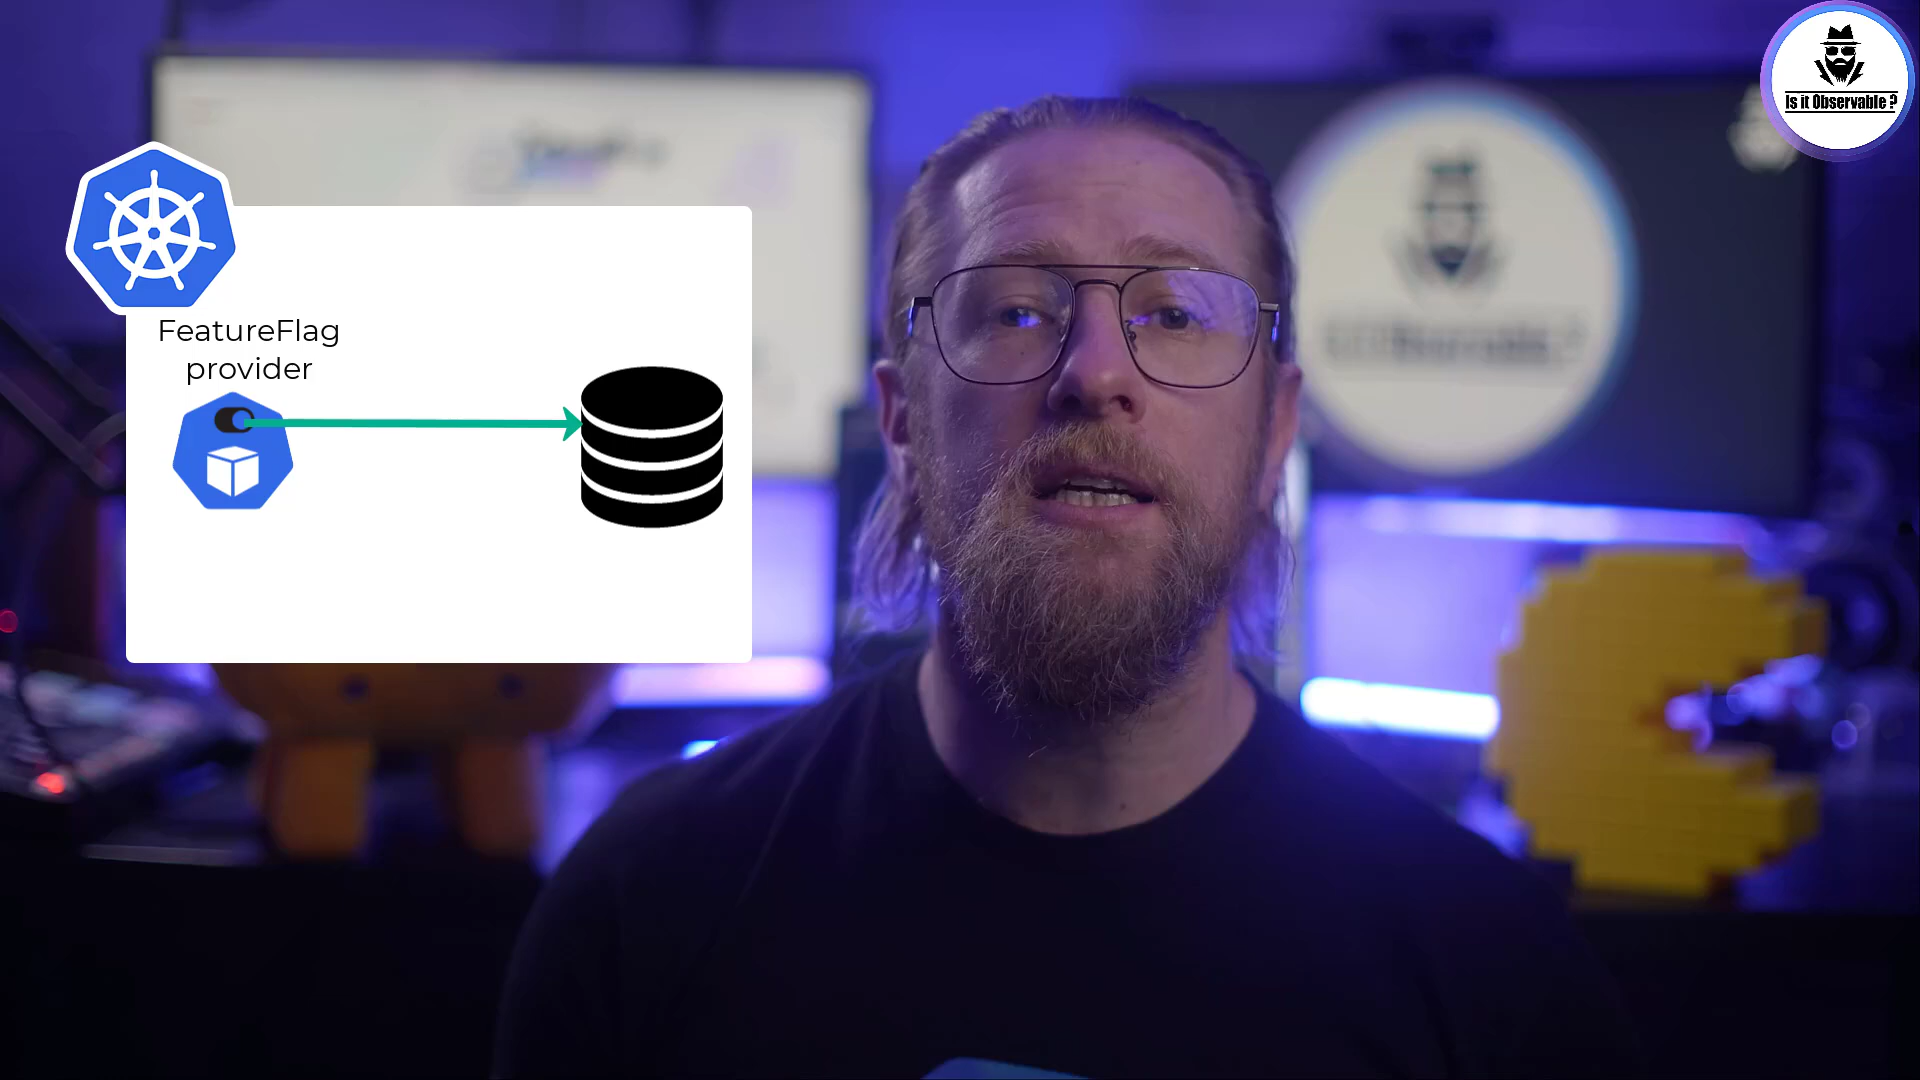 FeatureFlag
provider
Is it Observable ?